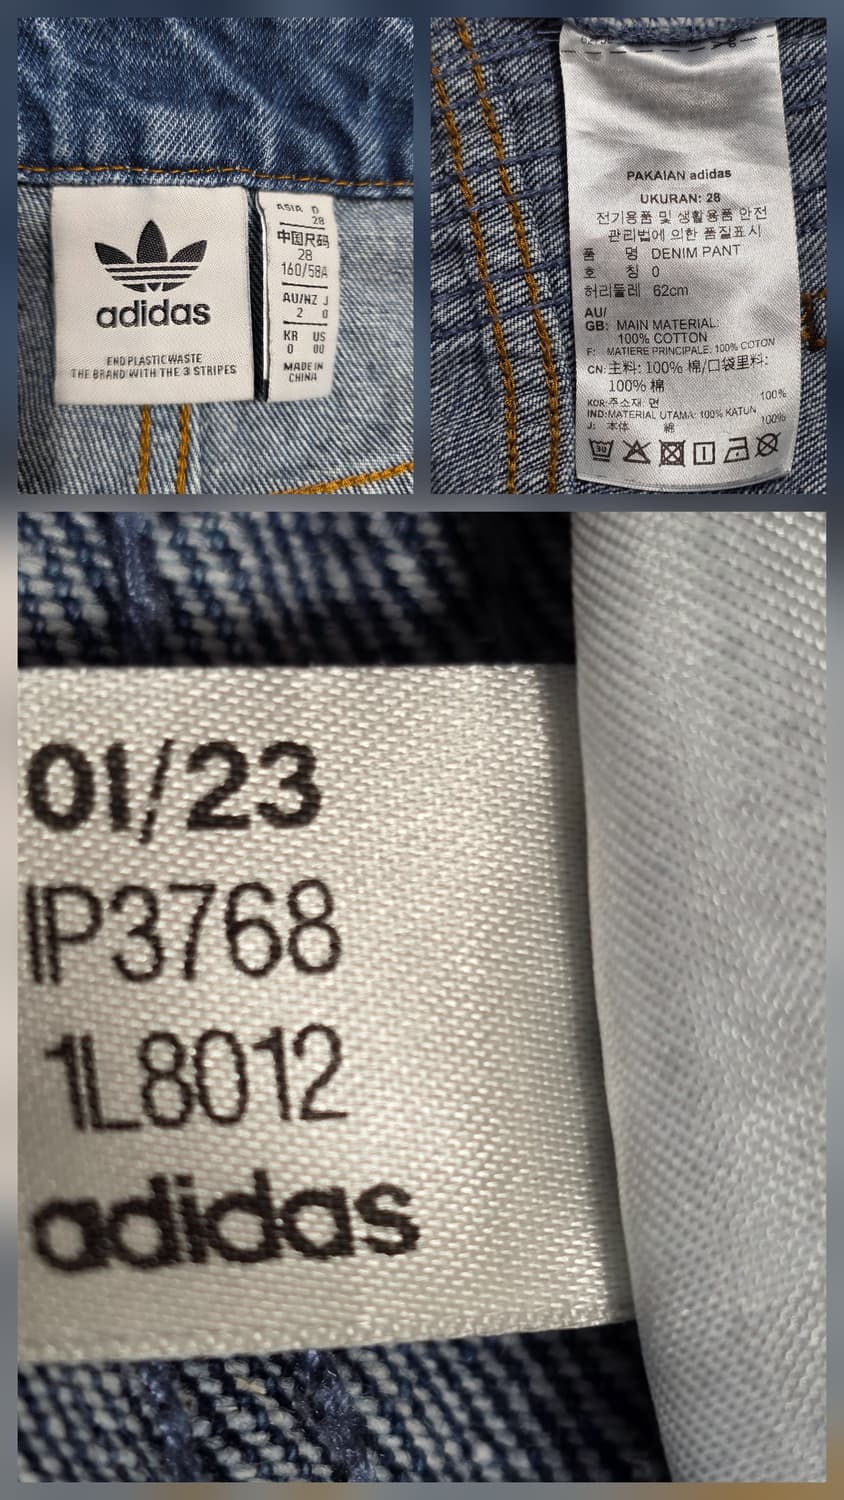 adidas
END PLASTIC WASTE
THE BRAND WITH THE 3 STRIPES
ASIA D
28
中国尺码
28
160/58A
AU/NZ J
2 0
KR US
0 00
MADE IN
CHINA
PAKAIAN adidas
UKURAN: 28
전기용품 및 생활용품 안전
관리법에 의한 품질표시
품 명 DENIM PANT
호 칭 0
허리둘레 62cm
AU/
GB: MAIN MATERIAL:
100% COTTON
F: MATIERE PRINCIPALE: 100% COTON
CN: 主料: 100% 棉/口袋里料:
100% 棉
KOR: 주소재: 면 100%
IND: MATERIAL UTAMA: 100% KATUN
J: 本体 綿 100%
30
01/23
IP3768
1L8012
adidas